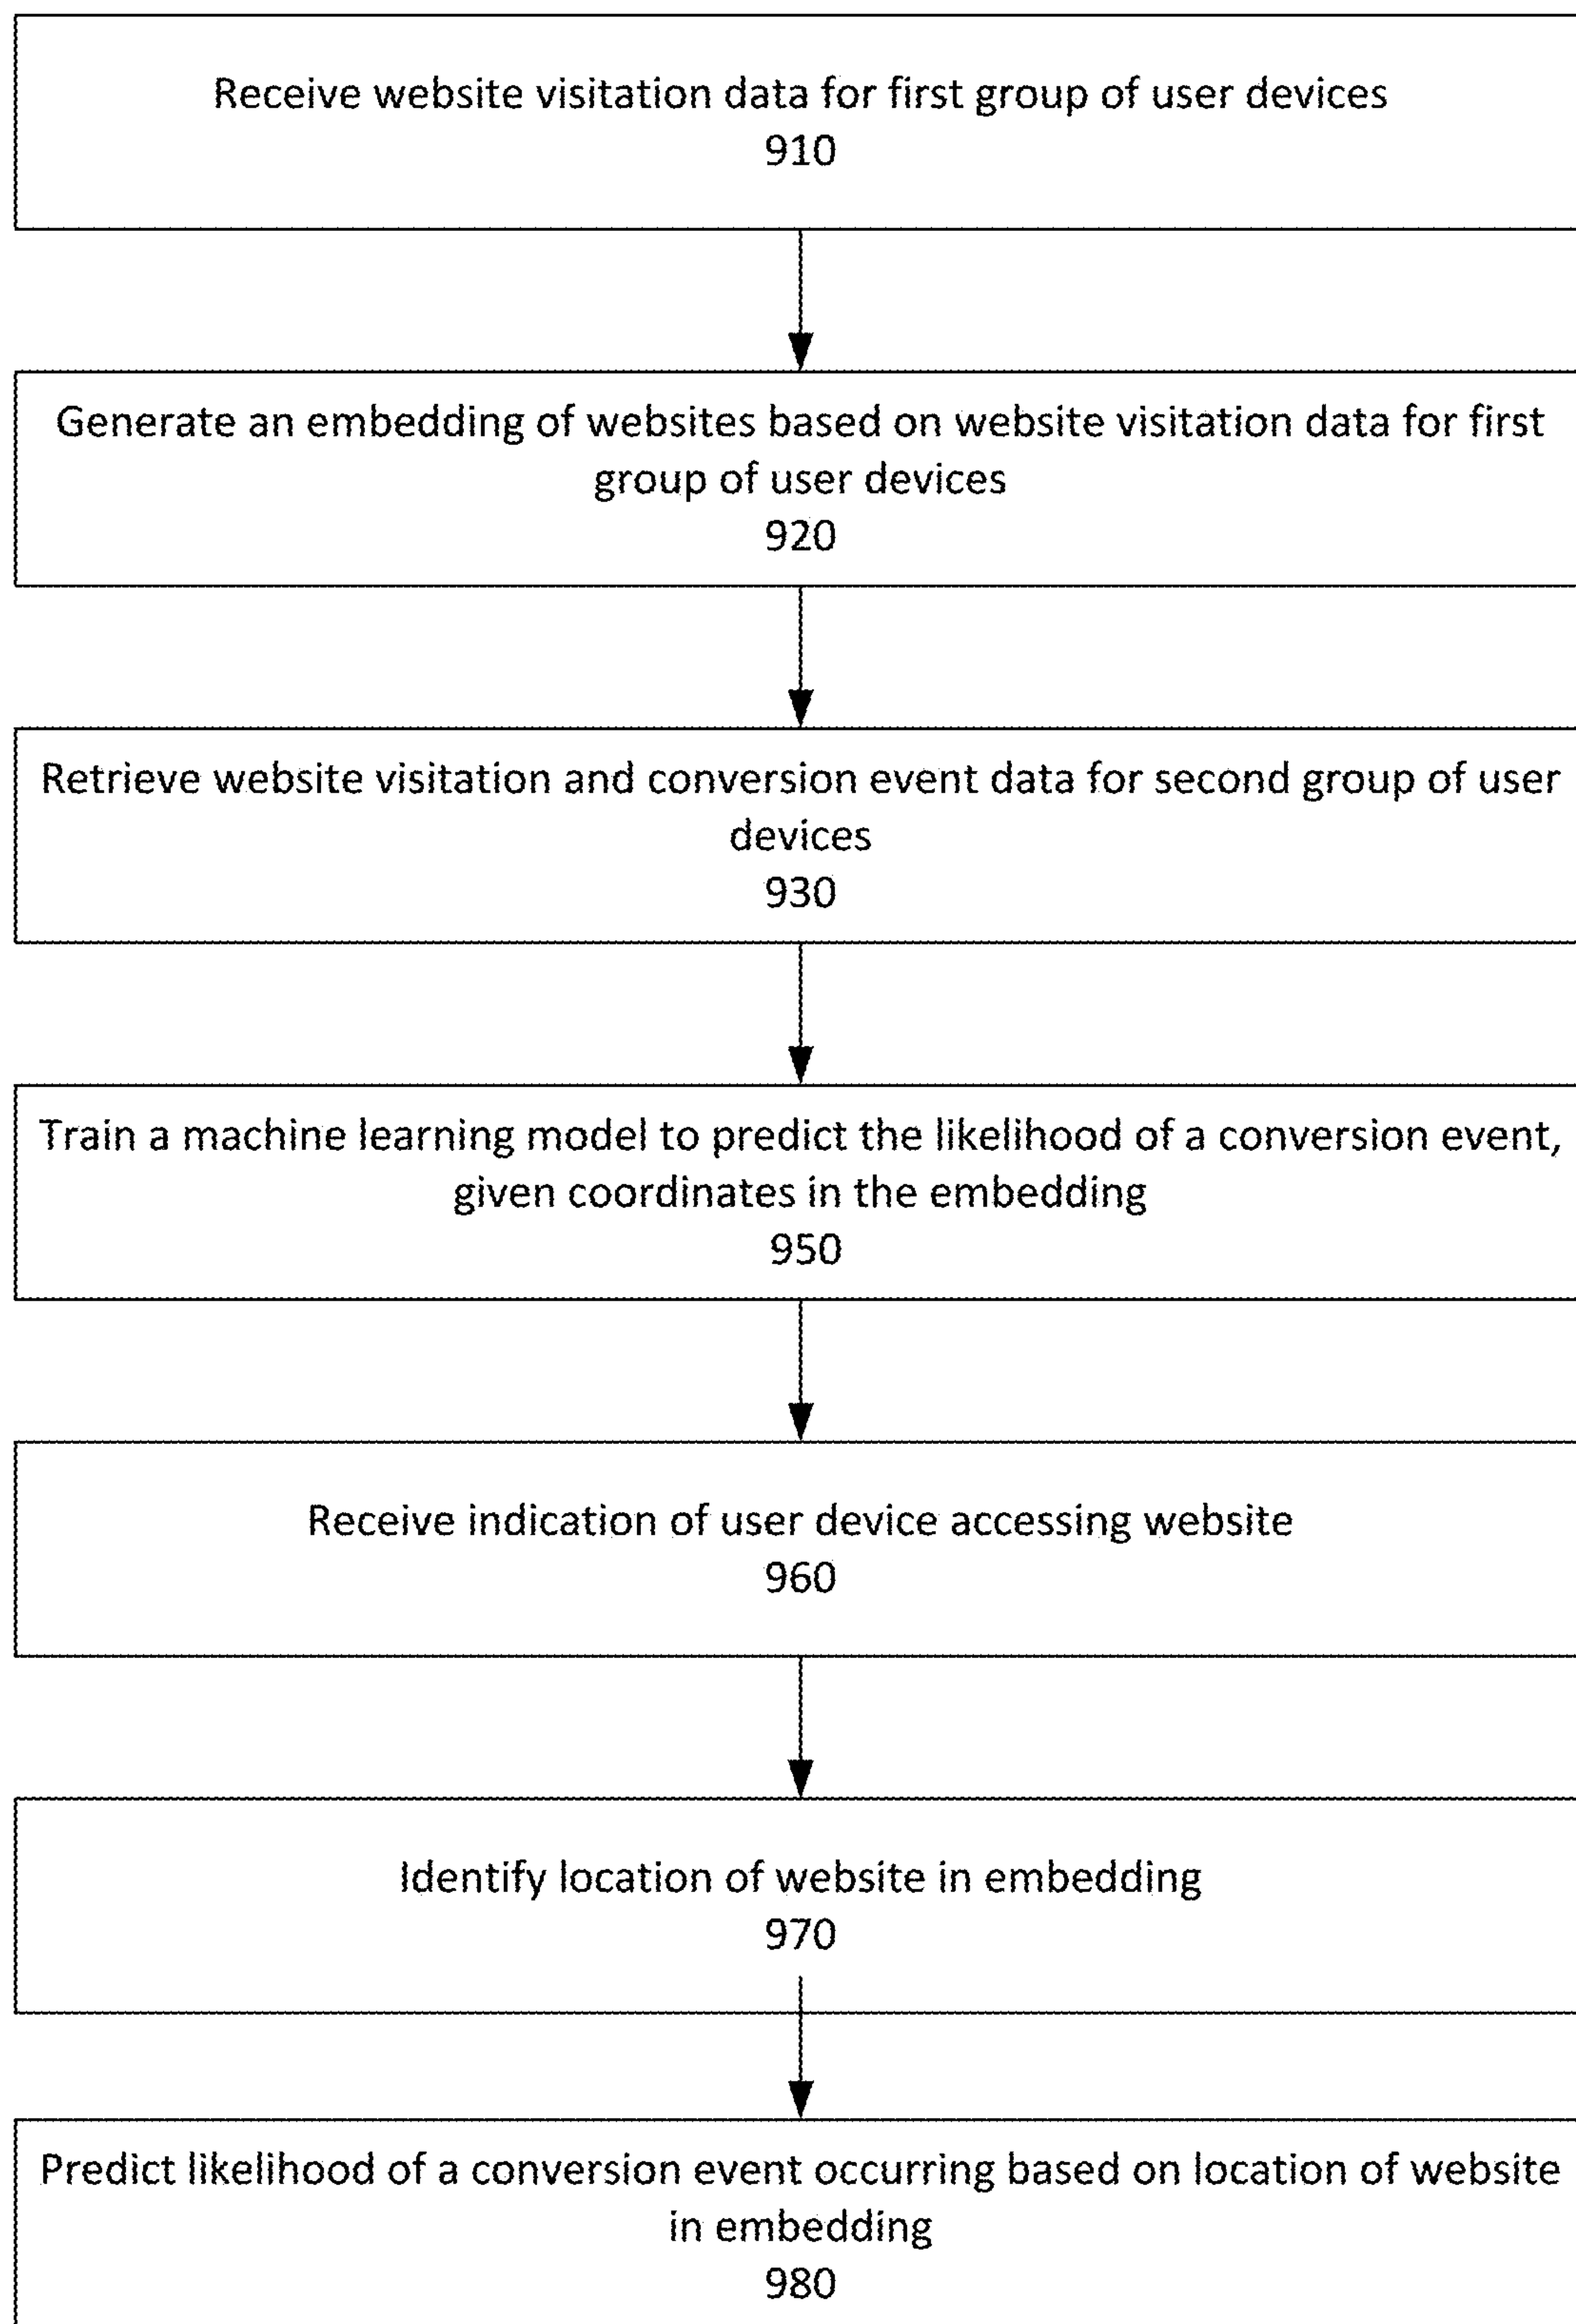 Receive website visitation data for first group of user devices
910
Generate an embedding of websites based on website visitation data for first
group of user devices
920
Retrieve website visitation and conversion event data for second group of user
devices
930
Train a machine learning model to predict the likelihood of a conversion event,
given coordinates in the embedding
950
Receive indication of user device accessing website
960
Identify location of website in embedding
970
Predict likelihood of a conversion event occurring based on location of website
in embedding
980